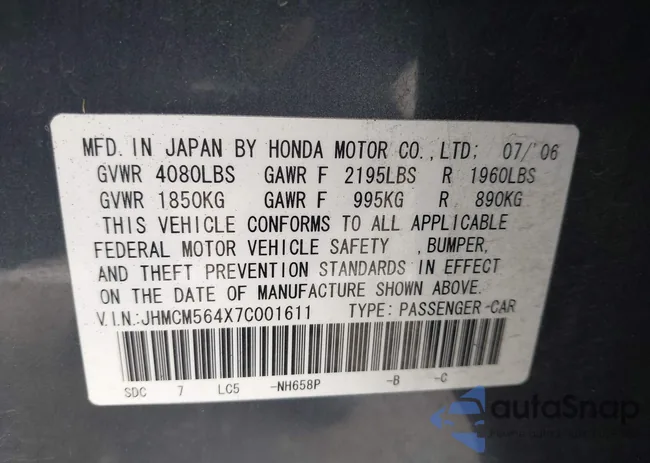 MFD. IN JAPAN BY HONDA MOTOR CO., LTD; 07/'06
GVWR 4080LBS GAWR F 2195LBS R 1960LBS
GVWR 1850KG GAWR F 995KG R 890KG
THIS VEHICLE CONFORMS TO ALL APPLICABLE
FEDERAL MOTOR VEHICLE SAFETY , BUMPER,
AND THEFT PREVENTION STANDARDS IN EFFECT
ON THE DATE OF MANUFACTURE SHOWN ABOVE.
V.I.N.:JHMCM564X7C001611 TYPE: PASSENGER-CAR
SDC 7 LC5 -NH658P -B -C
autoSnap